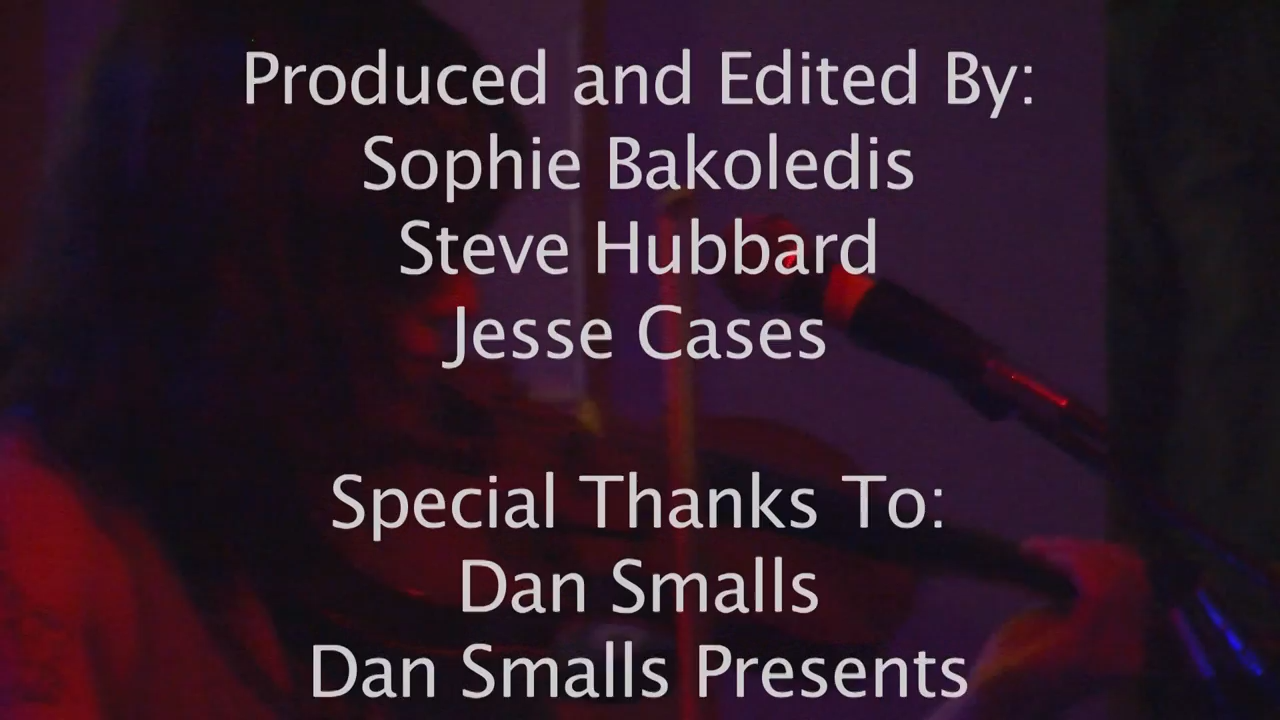 Produced and Edited By:
Sophie Bakoledis
Steve Hubbard
Jesse Cases
Special Thanks To:
Dan Smalls
Dan Smalls Presents